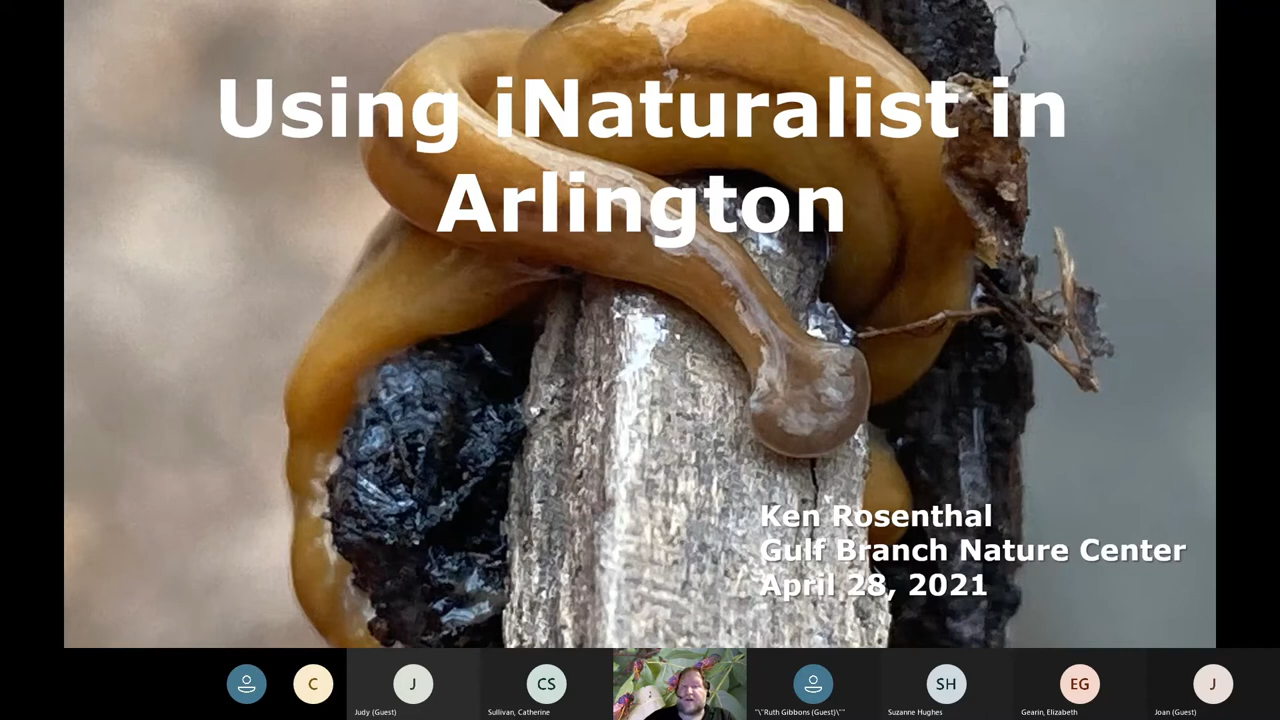 Using iNaturalist in
Arlington
Ken Rosenthal
Gulf Branch Nature Center
April 28, 2021
C
J
CS
SH
EG
J
Judy (Guest)
Sullivan, Catherine
"\"Ruth Gibbons (Guest)\""
Suzanne Hughes
Gearin, Elizabeth
Joan (Guest)